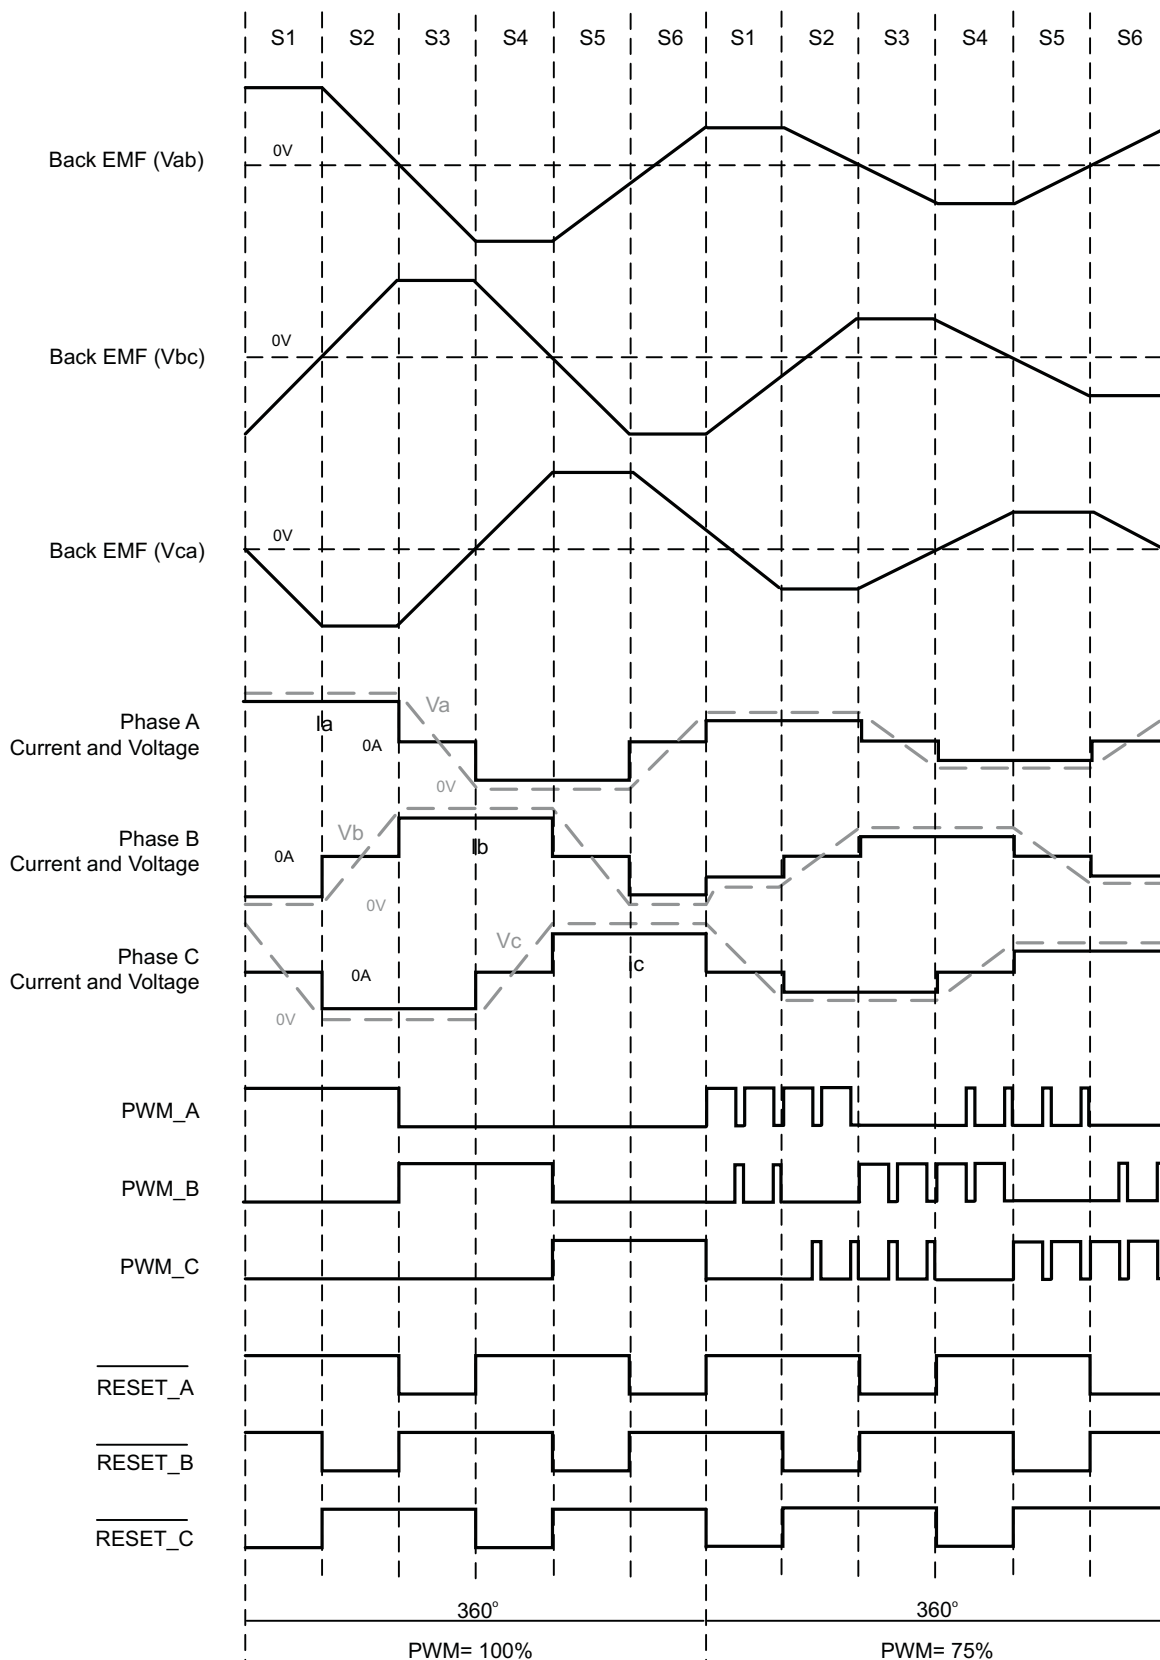 S1 S2 S3 S4 S5 S6 S1 S2 S3 S4 S5 S6
0V
Back EMF (Vab)
0V
Back EMF (Vbc)
0V
Back EMF (Vca)
Va
Phase A
Current and Voltage
Ia
0A
0V
Vb
Phase B
Current and Voltage
0A
Ib
0V
Vc
Phase C
Current and Voltage
0A
Ic
0V
PWM_A
PWM_B
PWM_C
RESET_A
RESET_B
RESET_C
360° 360°
PWM= 100% PWM= 75%